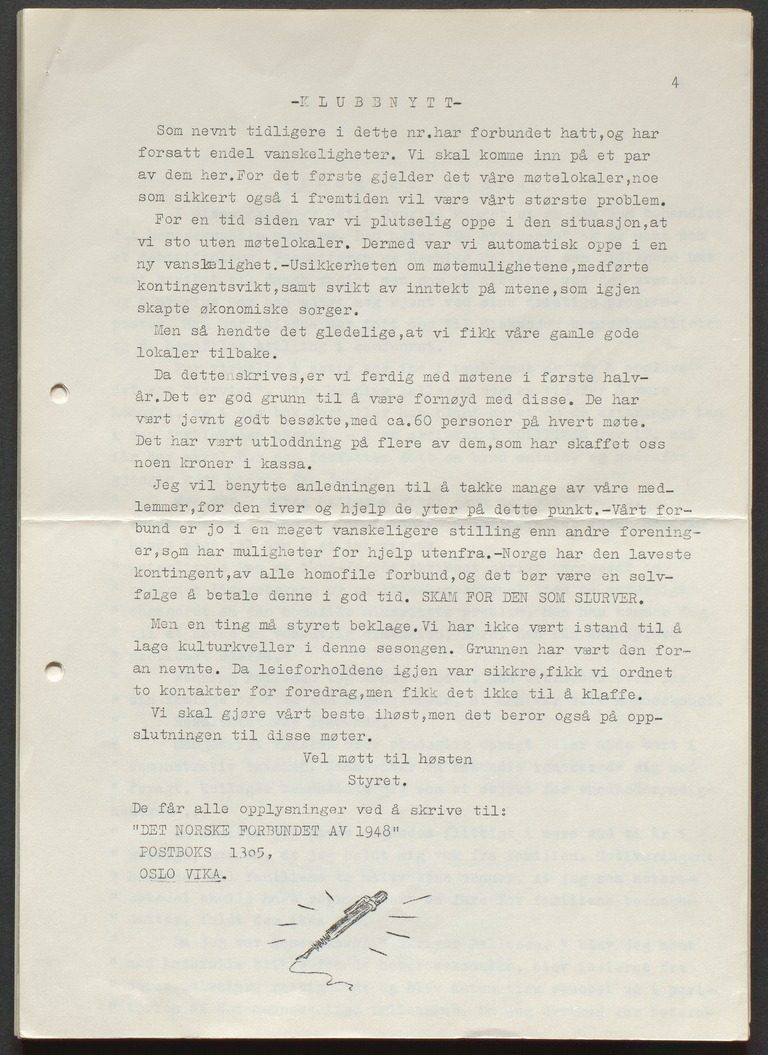 4
-K L U B B N Y T T-
Som nevnt tidligere i dette nr.har forbundet hatt,og har
forsatt endel vanskeligheter. Vi skal komme inn på et par
av dem her.For det første gjelder det våre møtelokaler,noe
som sikkert også i fremtiden vil være vårt største problem.
For en tid siden var vi plutselig oppe i den situasjon,at
vi sto uten møtelokaler. Dermed var vi automatisk oppe i en
ny vanskelighet.-Usikkerheten om møtemulighetene,medførte
kontingentsvikt,samt svikt av inntekt på mtene,som igjen
skapte økonomiske sorger.
Men så hendte det gledelige,at vi fikk våre gamle gode
lokaler tilbake.
Da dette skrives,er vi ferdig med møtene i første halv-
år.Det er god grunn til å være fornøyd med disse. De har
vært jevnt godt besøkte,med ca.60 personer på hvert møte.
Det har vært utloddning på flere av dem,som har skaffet oss
noen kroner i kassa.
Jeg vil benytte anledningen til å takke mange av våre med-
lemmer,for den iver og hjelp de yter på dette punkt.-Vårt for-
bund er jo i en meget vanskeligere stilling enn andre forening-
er,som har muligheter for hjelp utenfra.-Norge har den laveste
kontingent,av alle homofile forbund,og det bør være en selv-
følge å betale denne i god tid. SKAM FOR DEN SOM SLURVER.
Men en ting må styret beklage.Vi har ikke vært istand til å
lage kulturkveller i denne sesongen. Grunnen har vært den for-
an nevnte. Da leieforholdene igjen var sikre,fikk vi ordnet
to kontakter for foredrag,men fikk det ikke til å klaffe.
Vi skal gjøre vårt beste ihøst,men det beror også på opp-
slutningen til disse møter.
Vel møtt til høsten
Styret.
De får alle opplysninger ved å skrive til:
"DET NORSKE FORBUNDET AV 1948"
POSTBOKS 13o5,
OSLO VIKA.